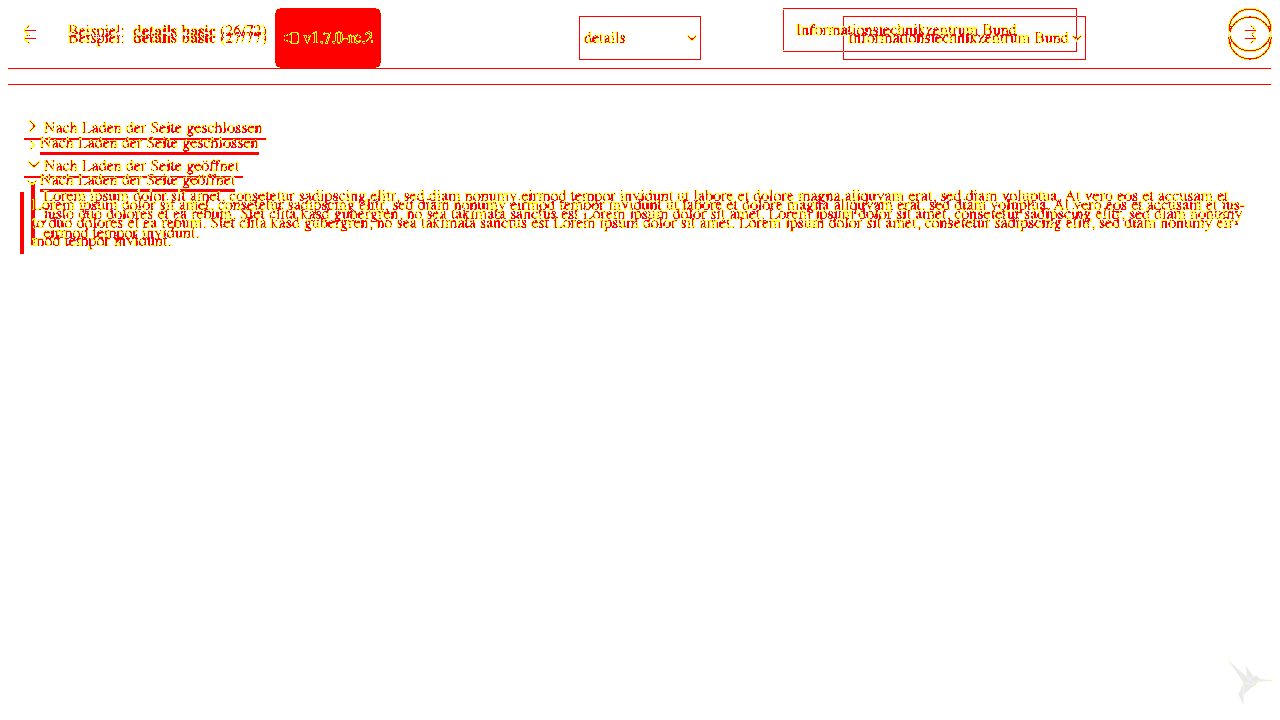 Beispiel: details basic (26/72)
Beispiel: details basic (27/77)
v1.7.0-rc.2
details
Informationstechnikzentrum Bund
Informationstechnikzentrum Bund
Nach Laden der Seite geschlossen
Nach Laden der Seite geschlossen
Nach Laden der Seite geöffnet
Nach Laden der Seite geöffnet
Lorem ipsum dolor sit amet, consetetur sadipscing elitr, sed diam nonumy eirmod tempor invidunt ut labore et dolore magna aliquyam erat, sed diam voluptua. At vero eos et accusam et
Lorem ipsum dolor sit amet, consetetur sadipscing elitr, sed diam nonumy eirmod tempor invidunt ut labore et dolore magna aliquyam erat, sed diam voluptua. At vero eos et accusam et jus-
justo duo dolores et ea rebum. Stet clita kasd gubergren, no sea takimata sanctus est Lorem ipsum dolor sit amet. Lorem ipsum dolor sit amet, consetetur sadipscing elitr, sed diam nonumy
to duo dolores et ea rebum. Stet clita kasd gubergren, no sea takimata sanctus est Lorem ipsum dolor sit amet. Lorem ipsum dolor sit amet, consetetur sadipscing elitr, sed diam nonumy eir-
eirmod tempor invidunt.
mod tempor invidunt.